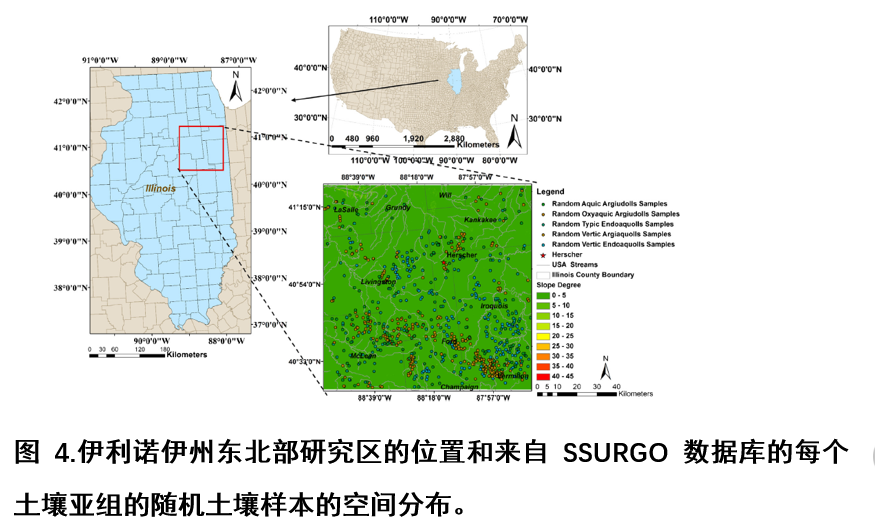 110°0'0"W 90°0'0"W 70°0'0"W
91°0'0"W 89°0'0"W 87°0'0"W
N
42°0'0"N 42°0'0"N
41°0'0"N 41°0'0"N
40°0'0"N 40°0'0"N
39°0'0"N 39°0'0"N
38°0'0"N 38°0'0"N
37°0'0"N
Illinois
90°0'0"W 88°0'0"W
0 30 60 120 180
Kilometers
40°0'0"N 40°0'0"N
30°0'0"N 30°0'0"N
N
0 480 960 1,920 2,880
Kilometers
110°0'0"W 100°0'0"W 90°0'0"W 80°0'0"W
88°39'0"W 88°18'0"W 87°57'0"W
41°15'0"N
40°54'0"N
40°33'0"N
Will
LaSalle Grundy
Kankakee
Herscher
Livingston
Iroquois
Ford
McLean
Vermilion
Champaign
88°39'0"W 88°18'0"W 87°57'0"W
Legend
Random Aquic Argiudolls Samples
Random Oxyaquic Argiudolls Samples
Random Typic Endoaquolls Samples
Random Vertic Argiaquolls Samples
Random Vertic Endoaquolls Samples
Herscher
USA Streams
Illinois County Boundary
Slope Degree
0 - 5
5 - 10
10 - 15
15 - 20
20 - 25
25 - 30
30 - 35
35 - 40
40 - 45
N
0 5 10 20 30 40
Kilometers
图 4.伊利诺伊州东北部研究区的位置和来自 SSURGO 数据库的每个
土壤亚组的随机土壤样本的空间分布。